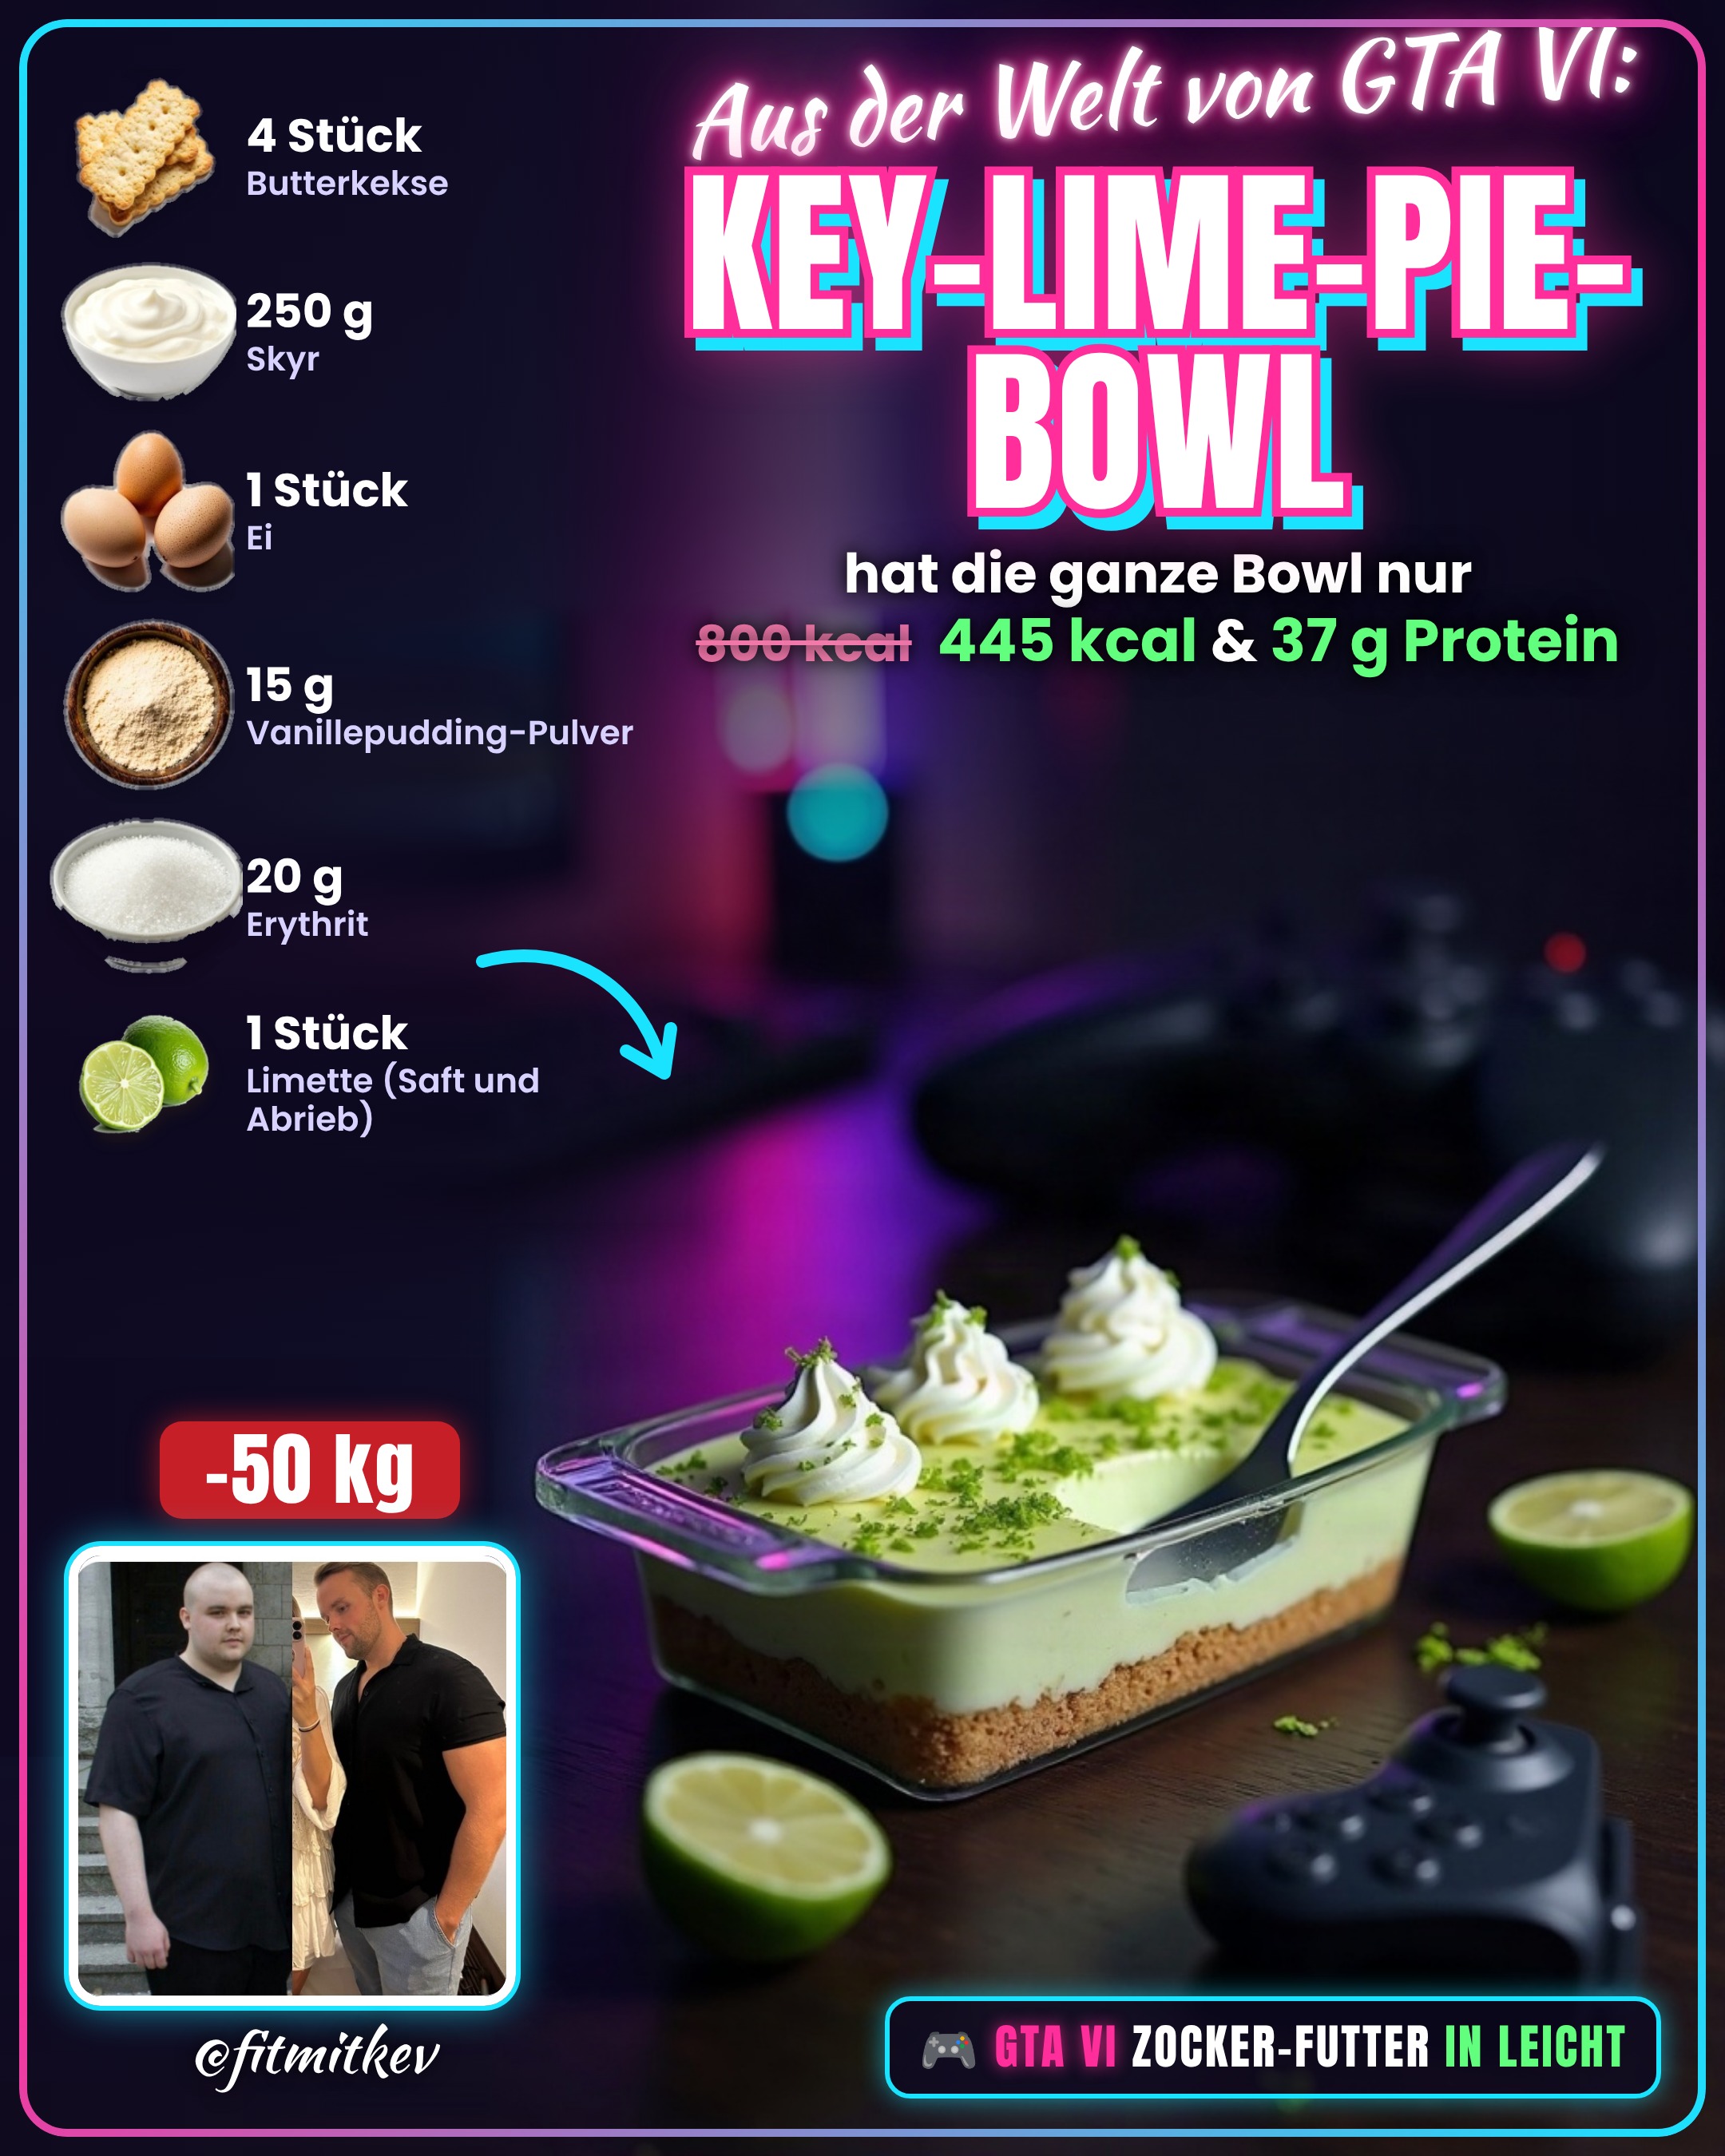 Aus der Welt von GTA VI:
KEY-LIME-PIE-
BOWL
hat die ganze Bowl nur
800 kcal 445 kcal & 37 g Protein
4 Stück
Butterkekse
250 g
Skyr
1 Stück
Ei
15 g
Vanillepudding-Pulver
20 g
Erythrit
1 Stück
Limette (Saft und
Abrieb)
-50 kg
@fitmitkev
🎮 GTA VI ZOCKER-FUTTER IN LEICHT